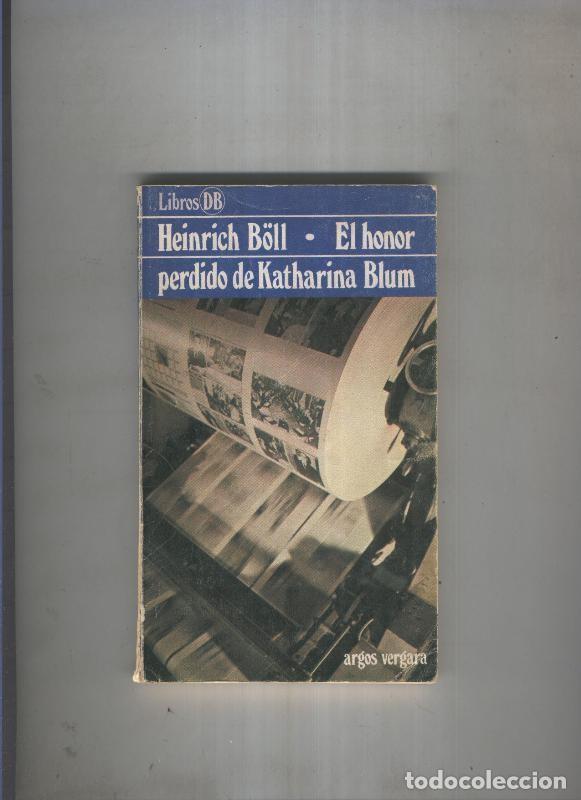 Libros DB
Heinrich Böll • El honor
perdido de Katharina Blum
argos vergara
todocoleccion